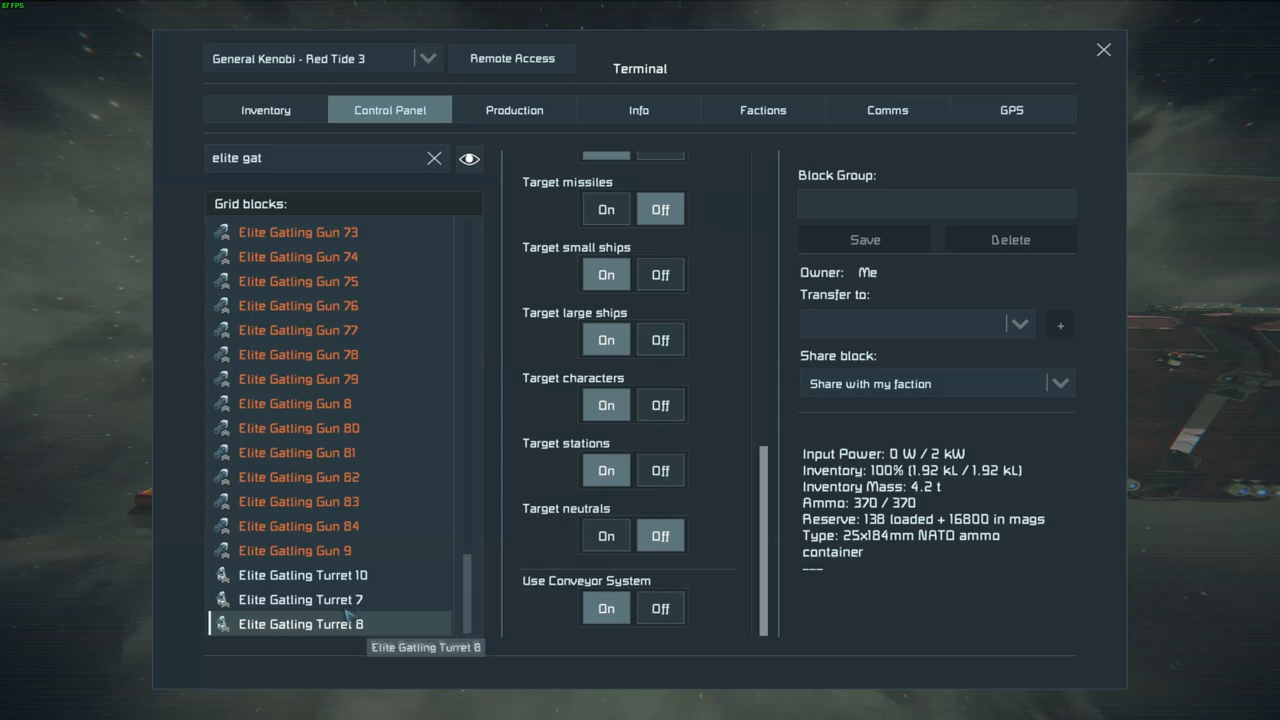 87 FPS
General Kenobi - Red Tide 3
Remote Access
Terminal
Inventory
Control Panel
Production
Info
Factions
Comms
GPS
elite gat
Grid blocks:
Elite Gatling Gun 73
Elite Gatling Gun 74
Elite Gatling Gun 75
Elite Gatling Gun 76
Elite Gatling Gun 77
Elite Gatling Gun 78
Elite Gatling Gun 79
Elite Gatling Gun 8
Elite Gatling Gun 80
Elite Gatling Gun 81
Elite Gatling Gun 82
Elite Gatling Gun 83
Elite Gatling Gun 84
Elite Gatling Gun 9
Elite Gatling Turret 10
Elite Gatling Turret 7
Elite Gatling Turret 8
Elite Gatling Turret 8
Target missiles
On Off
Target small ships
On Off
Target large ships
On Off
Target characters
On Off
Target stations
On Off
Target neutrals
On Off
Use Conveyor System
On Off
Block Group:
Save
Delete
Owner: Me
Transfer to:
+
Share block:
Share with my faction
Input Power: 0 W / 2 kW
Inventory: 100% (1.92 kL / 1.92 kL)
Inventory Mass: 4.2 t
Ammo: 370 / 370
Reserve: 138 loaded + 16800 in mags
Type: 25x184mm NATO ammo
container
---